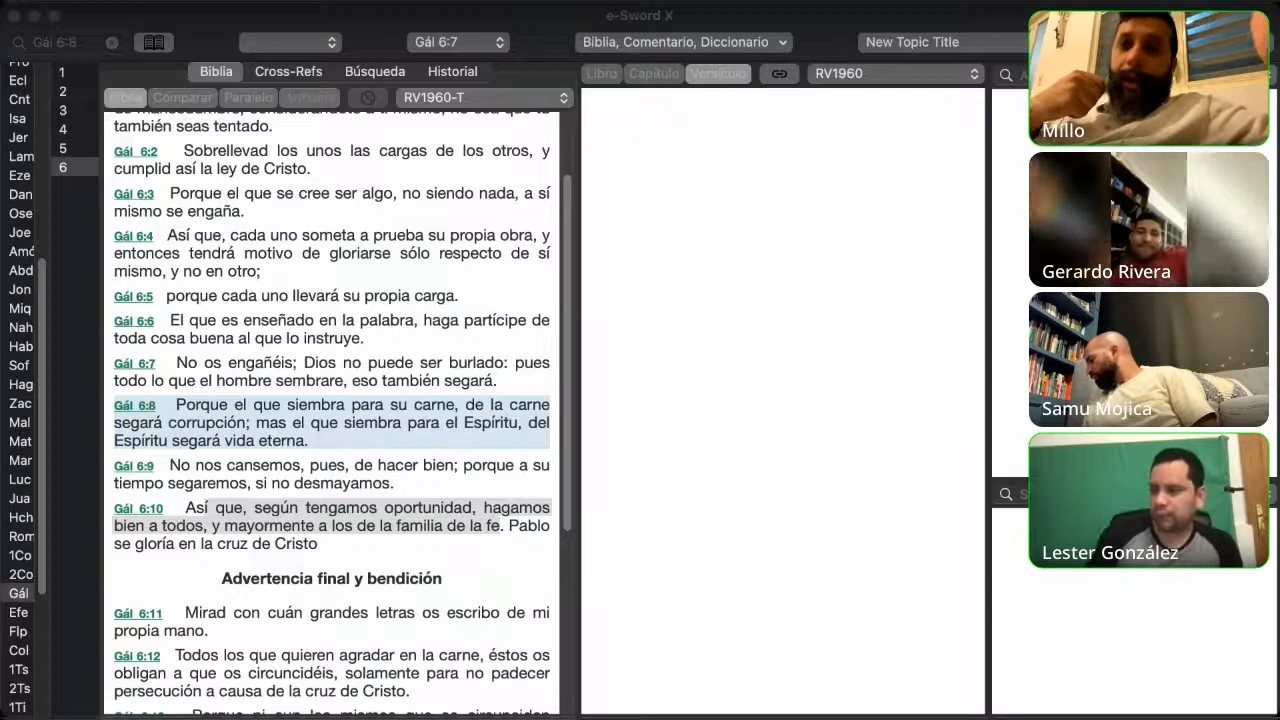 e-Sword X
Gál 6:8
Gál 6:7
Biblia, Comentario, Diccionario
New Topic Title
Pro
Ecl
Cnt
Isa
Jer
Lam
Eze
Dan
Ose
Joe
Amó
Abd
Jon
Miq
Nah
Hab
Sof
Hag
Zac
Mal
Mat
Mar
Luc
Jua
Hch
Rom
1Co
2Co
Gál
Efe
Flp
Col
1Ts
2Ts
1Ti
1
2
3
4
5
6
Biblia
Cross-Refs
Búsqueda
Historial
Biblia
Comparar
Paralelo
Virtuels
RV1960-T
también seas tentado.
Gál 6:2 Sobrellevad los unos las cargas de los otros, y
cumplid así la ley de Cristo.
Gál 6:3 Porque el que se cree ser algo, no siendo nada, a sí
mismo se engaña.
Gál 6:4 Así que, cada uno someta a prueba su propia obra, y
entonces tendrá motivo de gloriarse sólo respecto de sí
mismo, y no en otro;
Gál 6:5 porque cada uno llevará su propia carga.
Gál 6:6 El que es enseñado en la palabra, haga partícipe de
toda cosa buena al que lo instruye.
Gál 6:7 No os engañéis; Dios no puede ser burlado: pues
todo lo que el hombre sembrare, eso también segará.
Gál 6:8 Porque el que siembra para su carne, de la carne
segará corrupción; mas el que siembra para el Espíritu, del
Espíritu segará vida eterna.
Gál 6:9 No nos cansemos, pues, de hacer bien; porque a su
tiempo segaremos, si no desmayamos.
Gál 6:10 Así que, según tengamos oportunidad, hagamos
bien a todos, y mayormente a los de la familia de la fe. Pablo
se gloría en la cruz de Cristo
Advertencia final y bendición
Gál 6:11 Mirad con cuán grandes letras os escribo de mi
propia mano.
Gál 6:12 Todos los que quieren agradar en la carne, éstos os
obligan a que os circuncidéis, solamente para no padecer
persecución a causa de la cruz de Cristo.
Libro
Capítulo
Versículo
RV1960
Millo
Gerardo Rivera
Samu Mojica
Lester González